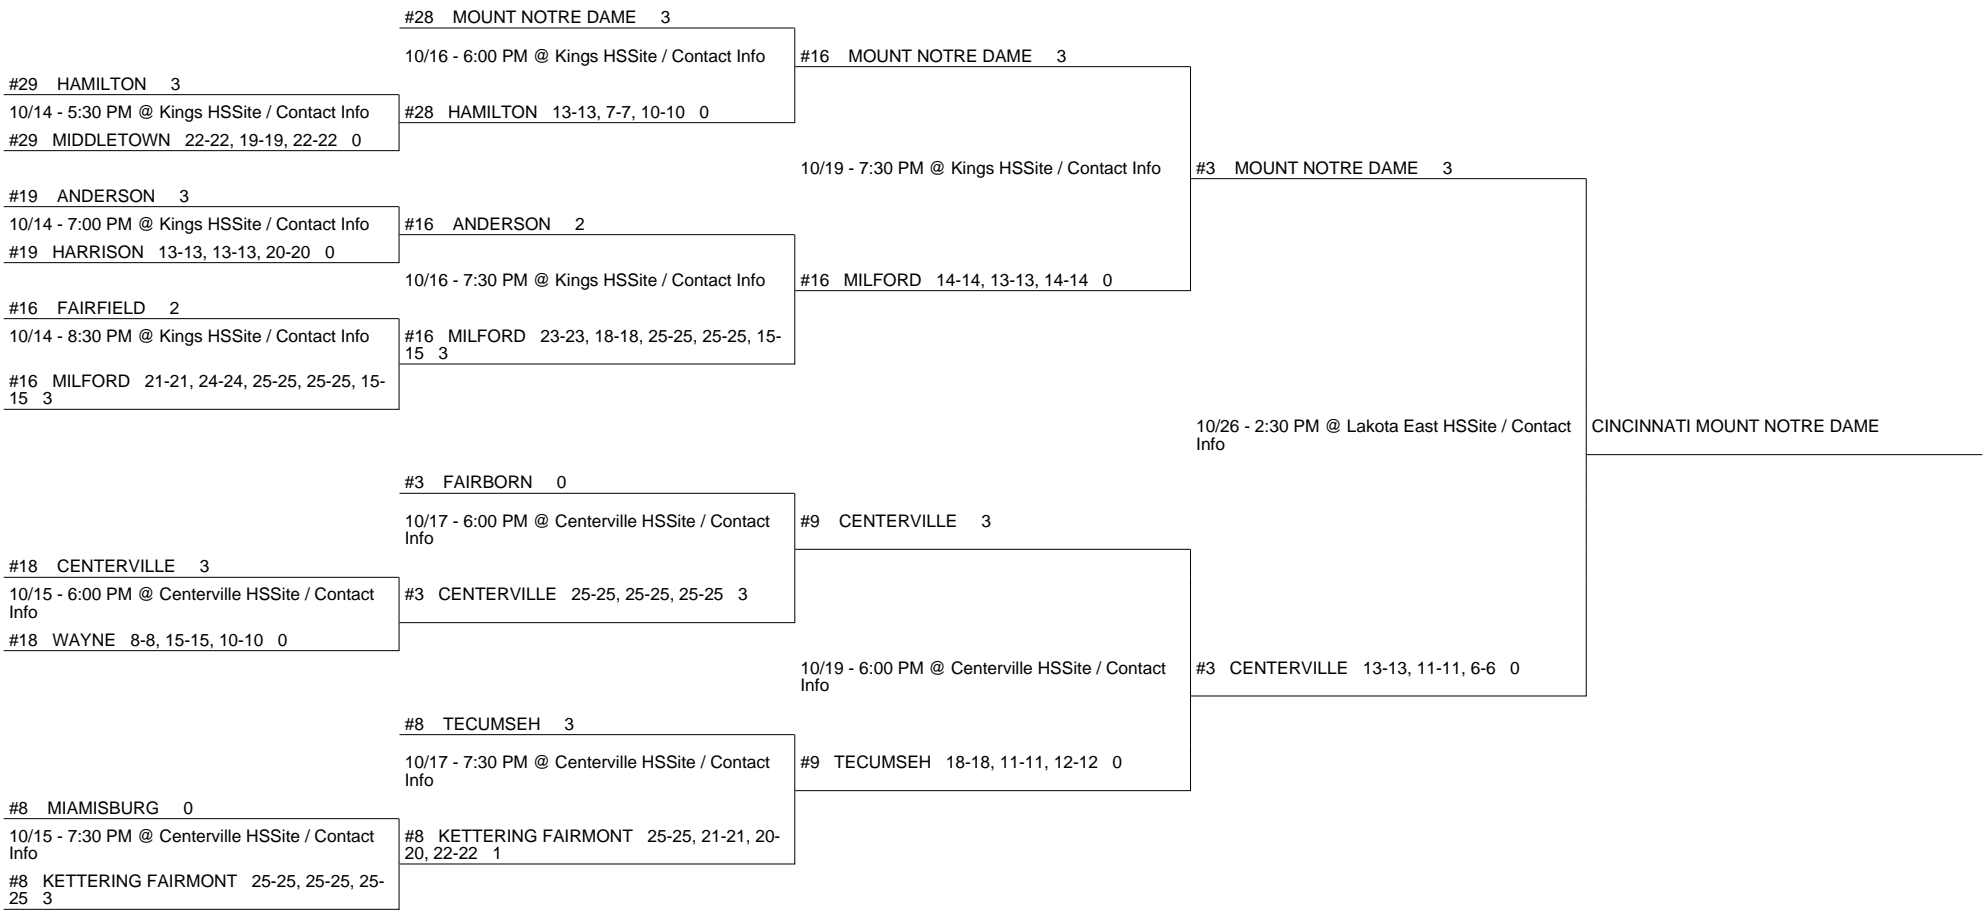 #28 MOUNT NOTRE DAME 3
10/16 - 6:00 PM @ Kings HSSite / Contact Info
#16 MOUNT NOTRE DAME 3
#29 HAMILTON 3
10/14 - 5:30 PM @ Kings HSSite / Contact Info
#28 HAMILTON 13-13, 7-7, 10-10 0
#29 MIDDLETOWN 22-22, 19-19, 22-22 0
10/19 - 7:30 PM @ Kings HSSite / Contact Info
#3 MOUNT NOTRE DAME 3
#19 ANDERSON 3
10/14 - 7:00 PM @ Kings HSSite / Contact Info
#16 ANDERSON 2
#19 HARRISON 13-13, 13-13, 20-20 0
10/16 - 7:30 PM @ Kings HSSite / Contact Info
#16 MILFORD 14-14, 13-13, 14-14 0
#16 FAIRFIELD 2
10/14 - 8:30 PM @ Kings HSSite / Contact Info
#16 MILFORD 23-23, 18-18, 25-25, 25-25, 15-
15 3
#16 MILFORD 21-21, 24-24, 25-25, 25-25, 15-
15 3
10/26 - 2:30 PM @ Lakota East HSSite / Contact
Info
CINCINNATI MOUNT NOTRE DAME
#3 FAIRBORN 0
10/17 - 6:00 PM @ Centerville HSSite / Contact
Info
#9 CENTERVILLE 3
#18 CENTERVILLE 3
10/15 - 6:00 PM @ Centerville HSSite / Contact
Info
#3 CENTERVILLE 25-25, 25-25, 25-25 3
#18 WAYNE 8-8, 15-15, 10-10 0
10/19 - 6:00 PM @ Centerville HSSite / Contact
Info
#3 CENTERVILLE 13-13, 11-11, 6-6 0
#8 TECUMSEH 3
10/17 - 7:30 PM @ Centerville HSSite / Contact
Info
#9 TECUMSEH 18-18, 11-11, 12-12 0
#8 MIAMISBURG 0
10/15 - 7:30 PM @ Centerville HSSite / Contact
Info
#8 KETTERING FAIRMONT 25-25, 21-21, 20-
20, 22-22 1
#8 KETTERING FAIRMONT 25-25, 25-25, 25-
25 3